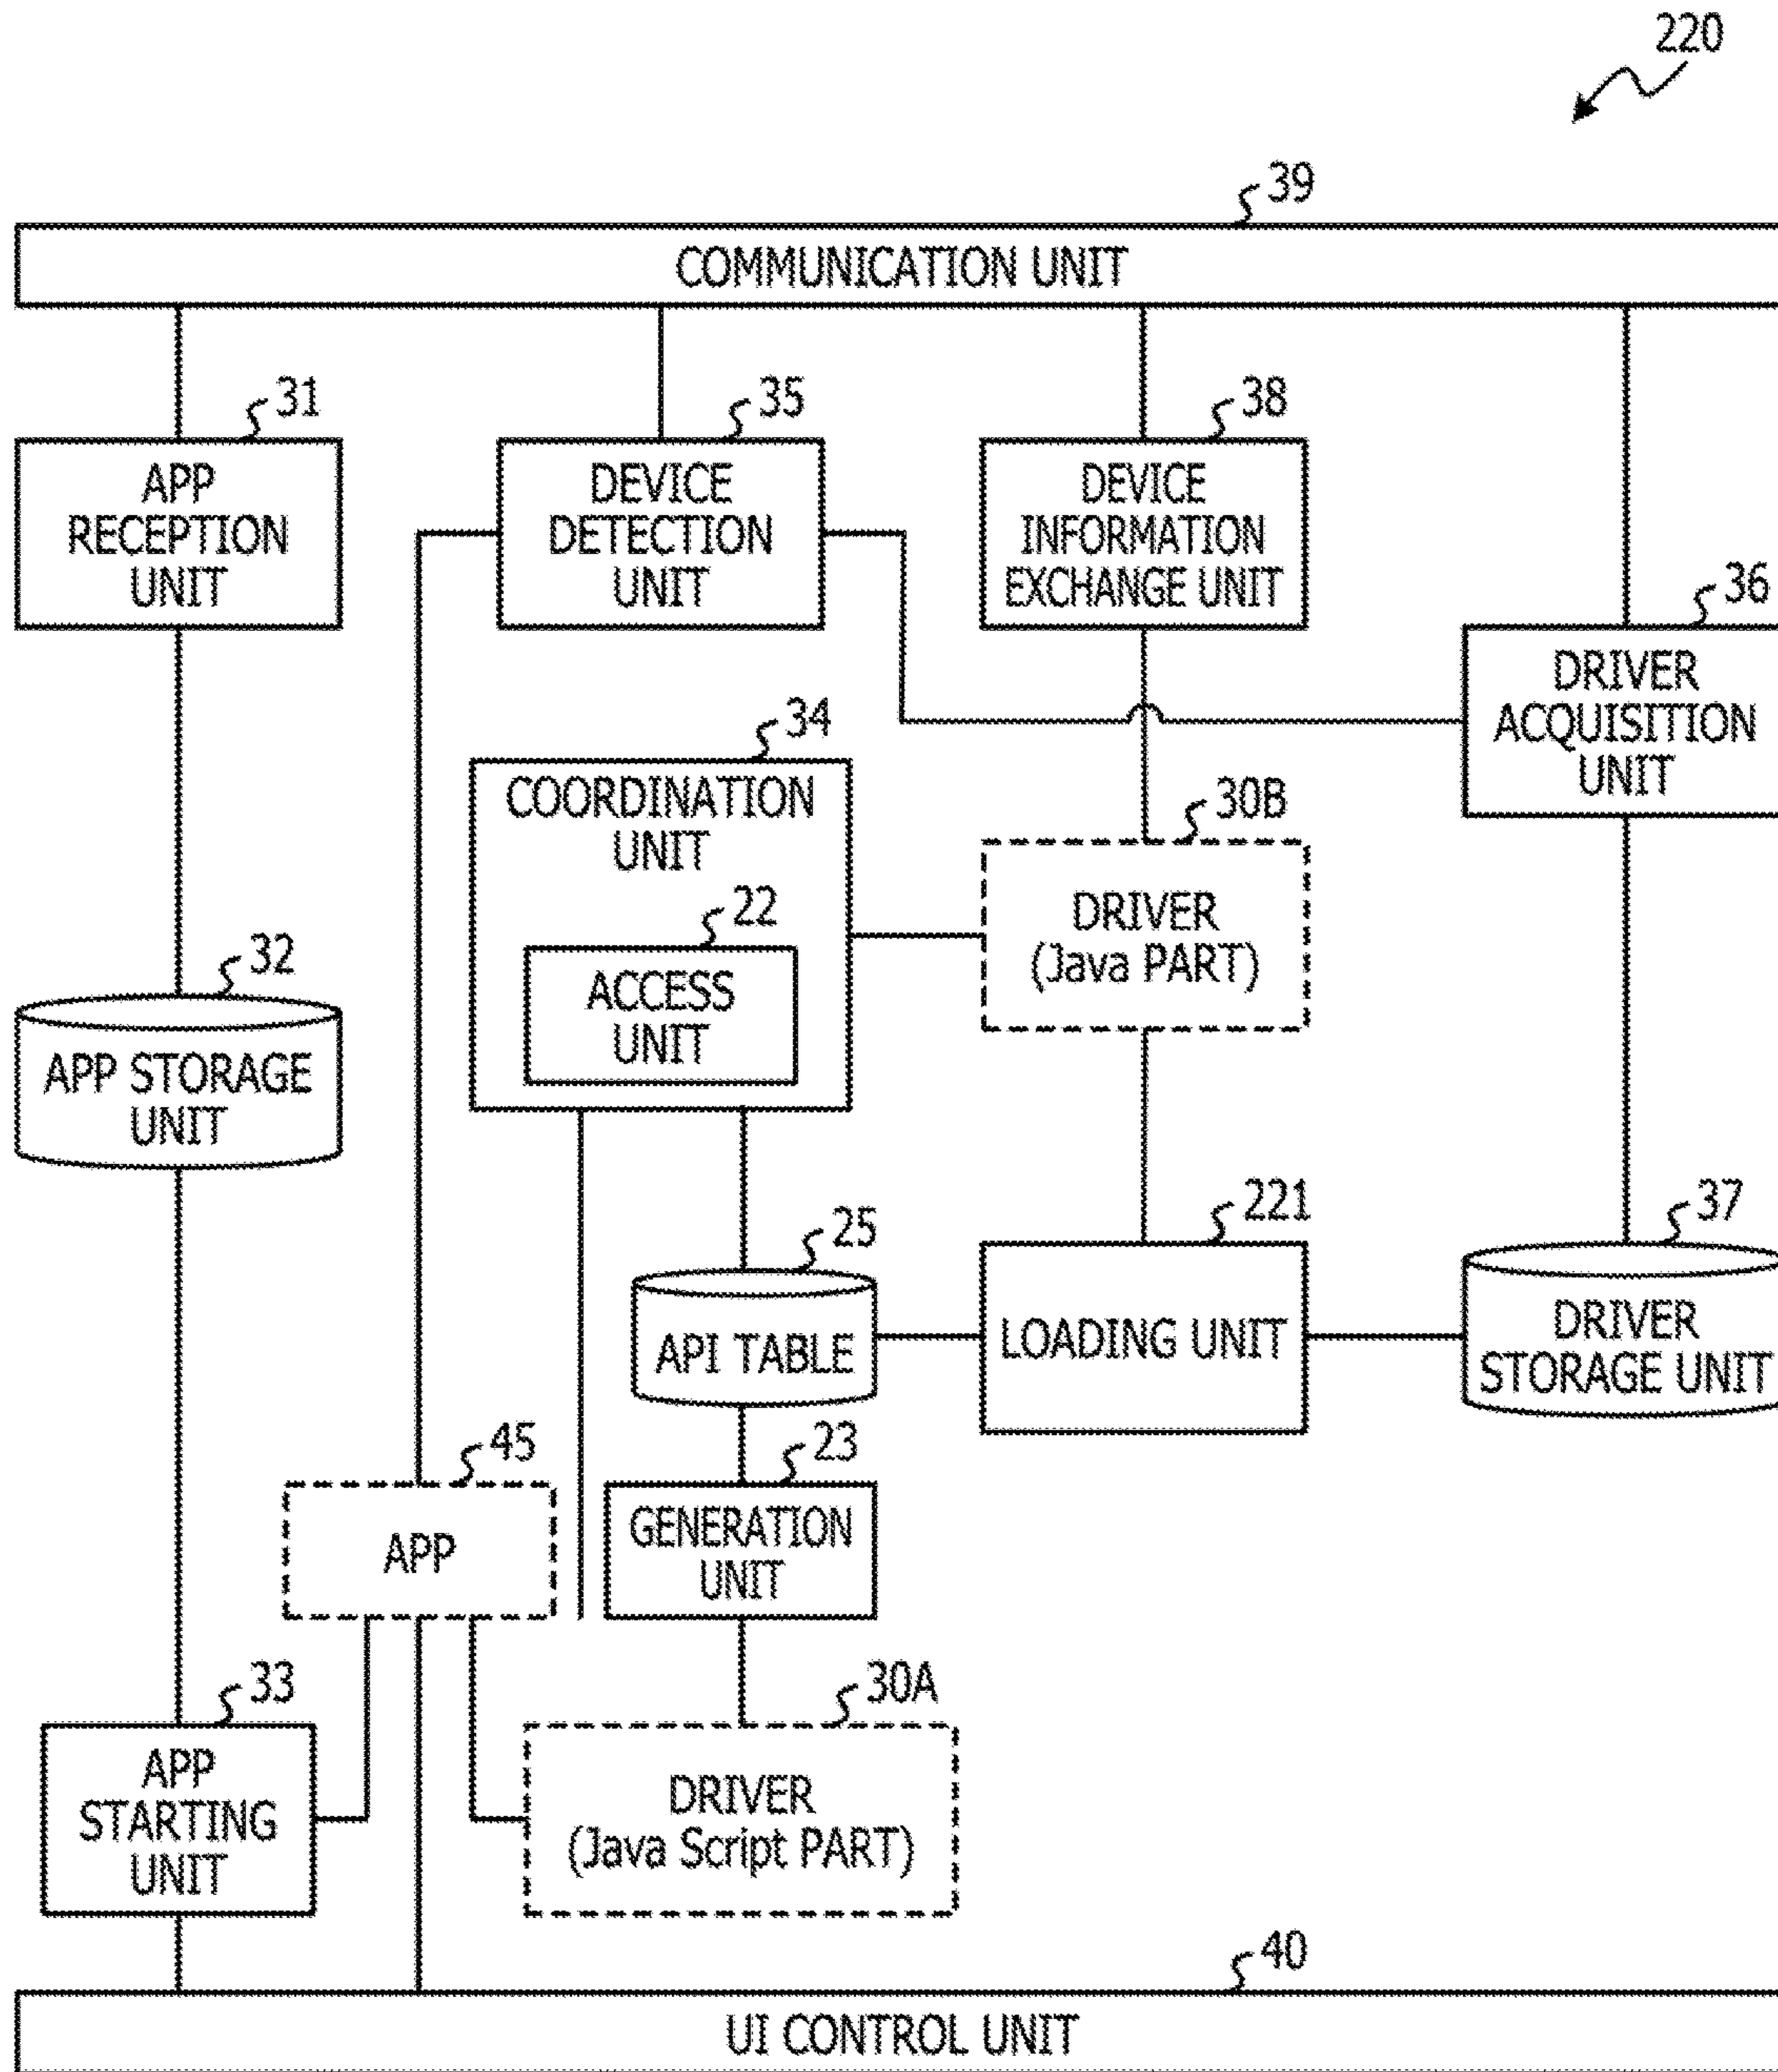 220
39
COMMUNICATION UNIT
31
APP
RECEPTION
UNIT
35
DEVICE
DETECTION
UNIT
38
DEVICE
INFORMATION
EXCHANGE UNIT
36
DRIVER
ACQUISITION
UNIT
34
COORDINATION
UNIT
22
ACCESS
UNIT
30B
DRIVER
(Java PART)
32
APP STORAGE
UNIT
25
API TABLE
221
LOADING UNIT
37
DRIVER
STORAGE UNIT
45
APP
23
GENERATION
UNIT
33
APP
STARTING
UNIT
30A
DRIVER
(Java Script PART)
40
UI CONTROL UNIT